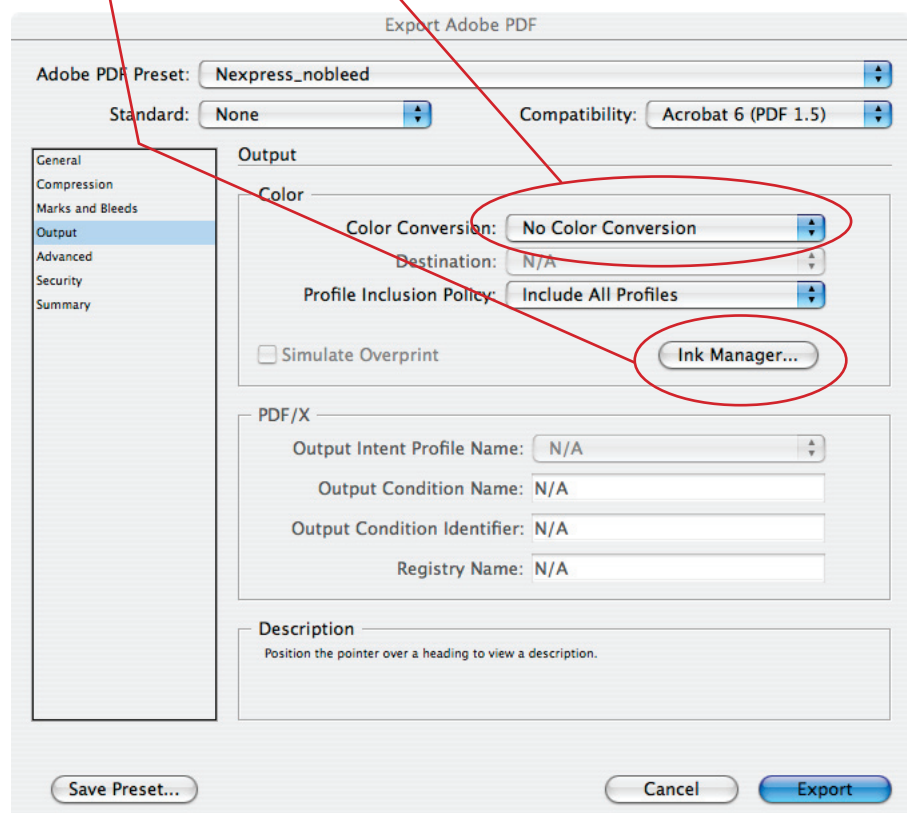 Export Adobe PDF
Adobe PDF Preset: Nexpress_nobleed
Standard: None Compatibility: Acrobat 6 (PDF 1.5)
General
Compression
Marks and Bleeds
Output
Advanced
Security
Summary
Output
Color
Color Conversion: No Color Conversion
Destination: N/A
Profile Inclusion Policy: Include All Profiles
Simulate Overprint Ink Manager...
PDF/X
Output Intent Profile Name: N/A
Output Condition Name: N/A
Output Condition Identifier: N/A
Registry Name: N/A
Description
Position the pointer over a heading to view a description.
Save Preset... Cancel Export